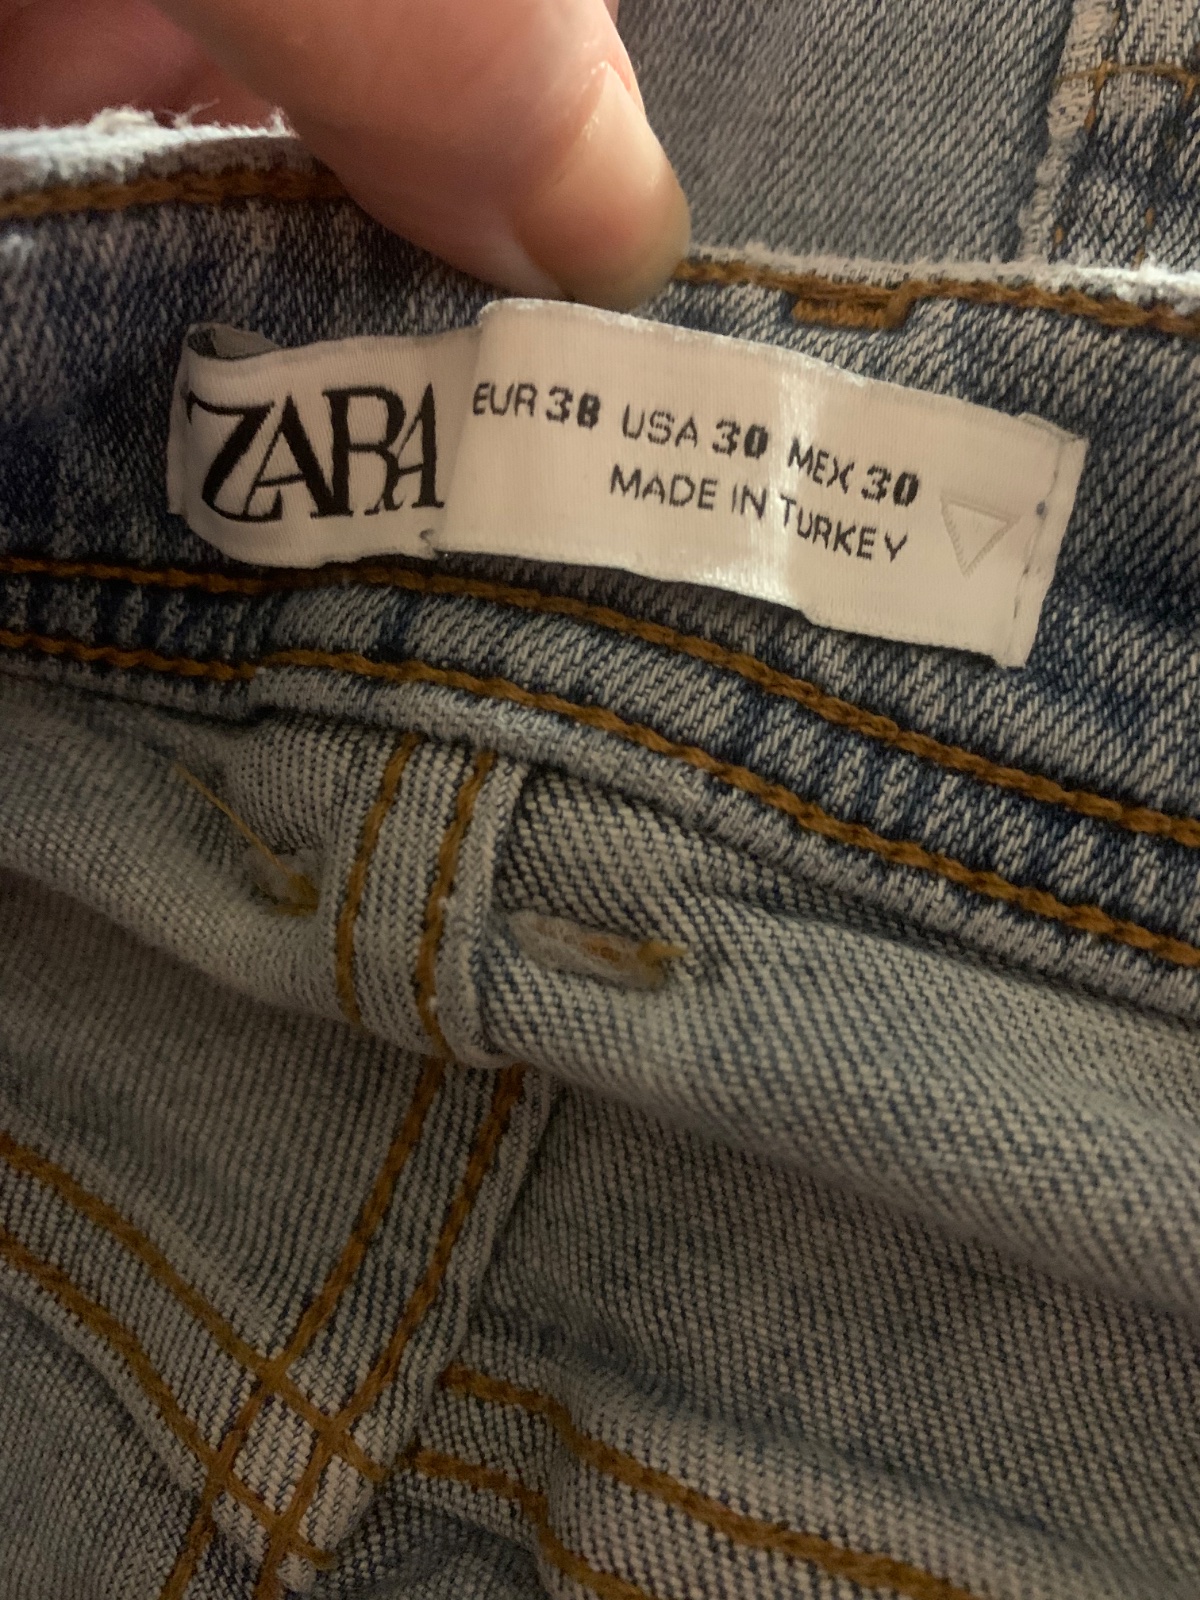 ZARA
EUR 38 USA 30 MEX 30
MADE IN TURKEY